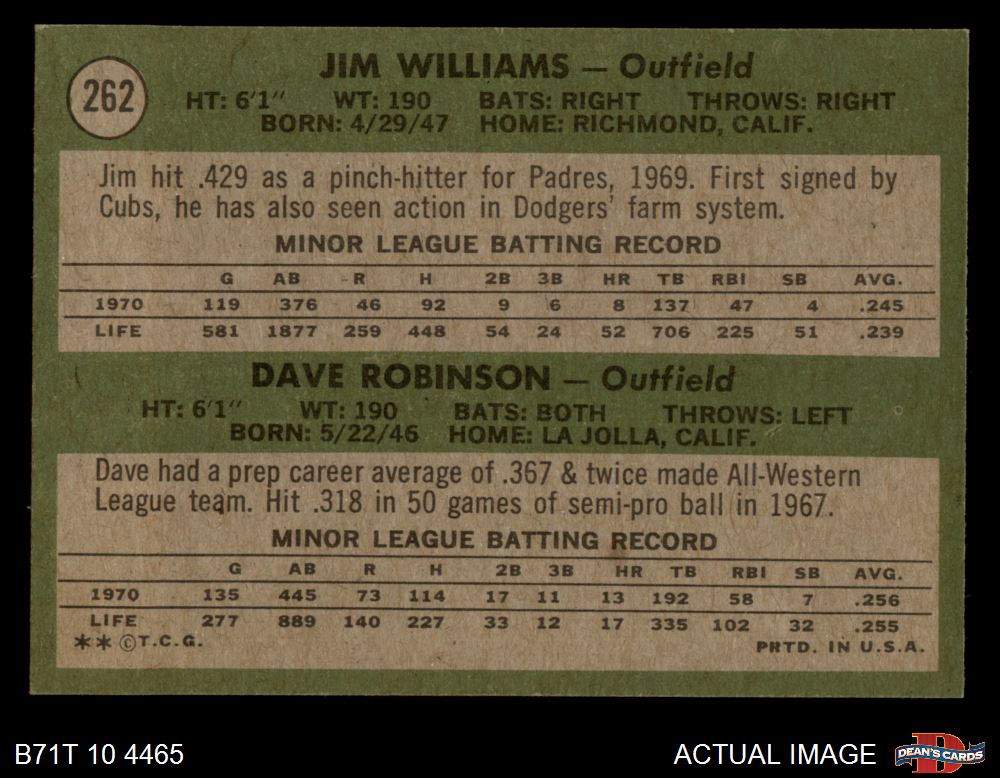 262
JIM WILLIAMS — Outfield
HT: 6'1" WT: 190 BATS: RIGHT THROWS: RIGHT
BORN: 4/29/47 HOME: RICHMOND, CALIF.
Jim hit .429 as a pinch-hitter for Padres, 1969. First signed by
Cubs, he has also seen action in Dodgers' farm system.
MINOR LEAGUE BATTING RECORD
G AB R H 2B 3B HR TB RBI SB AVG.
1970 119 376 46 92 9 6 8 137 47 4 .245
LIFE 581 1877 259 448 54 24 52 706 225 51 .239
DAVE ROBINSON — Outfield
HT: 6'1" WT: 190 BATS: BOTH THROWS: LEFT
BORN: 5/22/46 HOME: LA JOLLA, CALIF.
Dave had a prep career average of .367 & twice made All-Western
League team. Hit .318 in 50 games of semi-pro ball in 1967.
MINOR LEAGUE BATTING RECORD
G AB R H 2B 3B HR TB RBI SB AVG.
1970 135 445 73 114 17 11 13 192 58 7 .256
LIFE 277 889 140 227 33 12 17 335 102 32 .255
** ©T.C.G. PRTD. IN U.S.A.
B71T 10 4465 ACTUAL IMAGE D DEAN'S CARDS